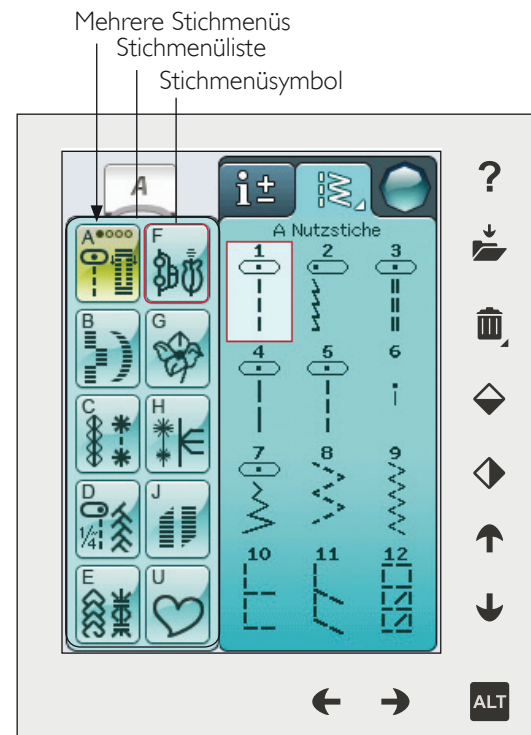 Mehrere Stichmenüs
Stichmenüliste
Stichmenüsymbol
A
i±
?
A Nutzstiche
A
F
1
2
3
B
G
4
5
6
C
H
7
8
9
D
J
1/4
10
11
12
E
U
ALT